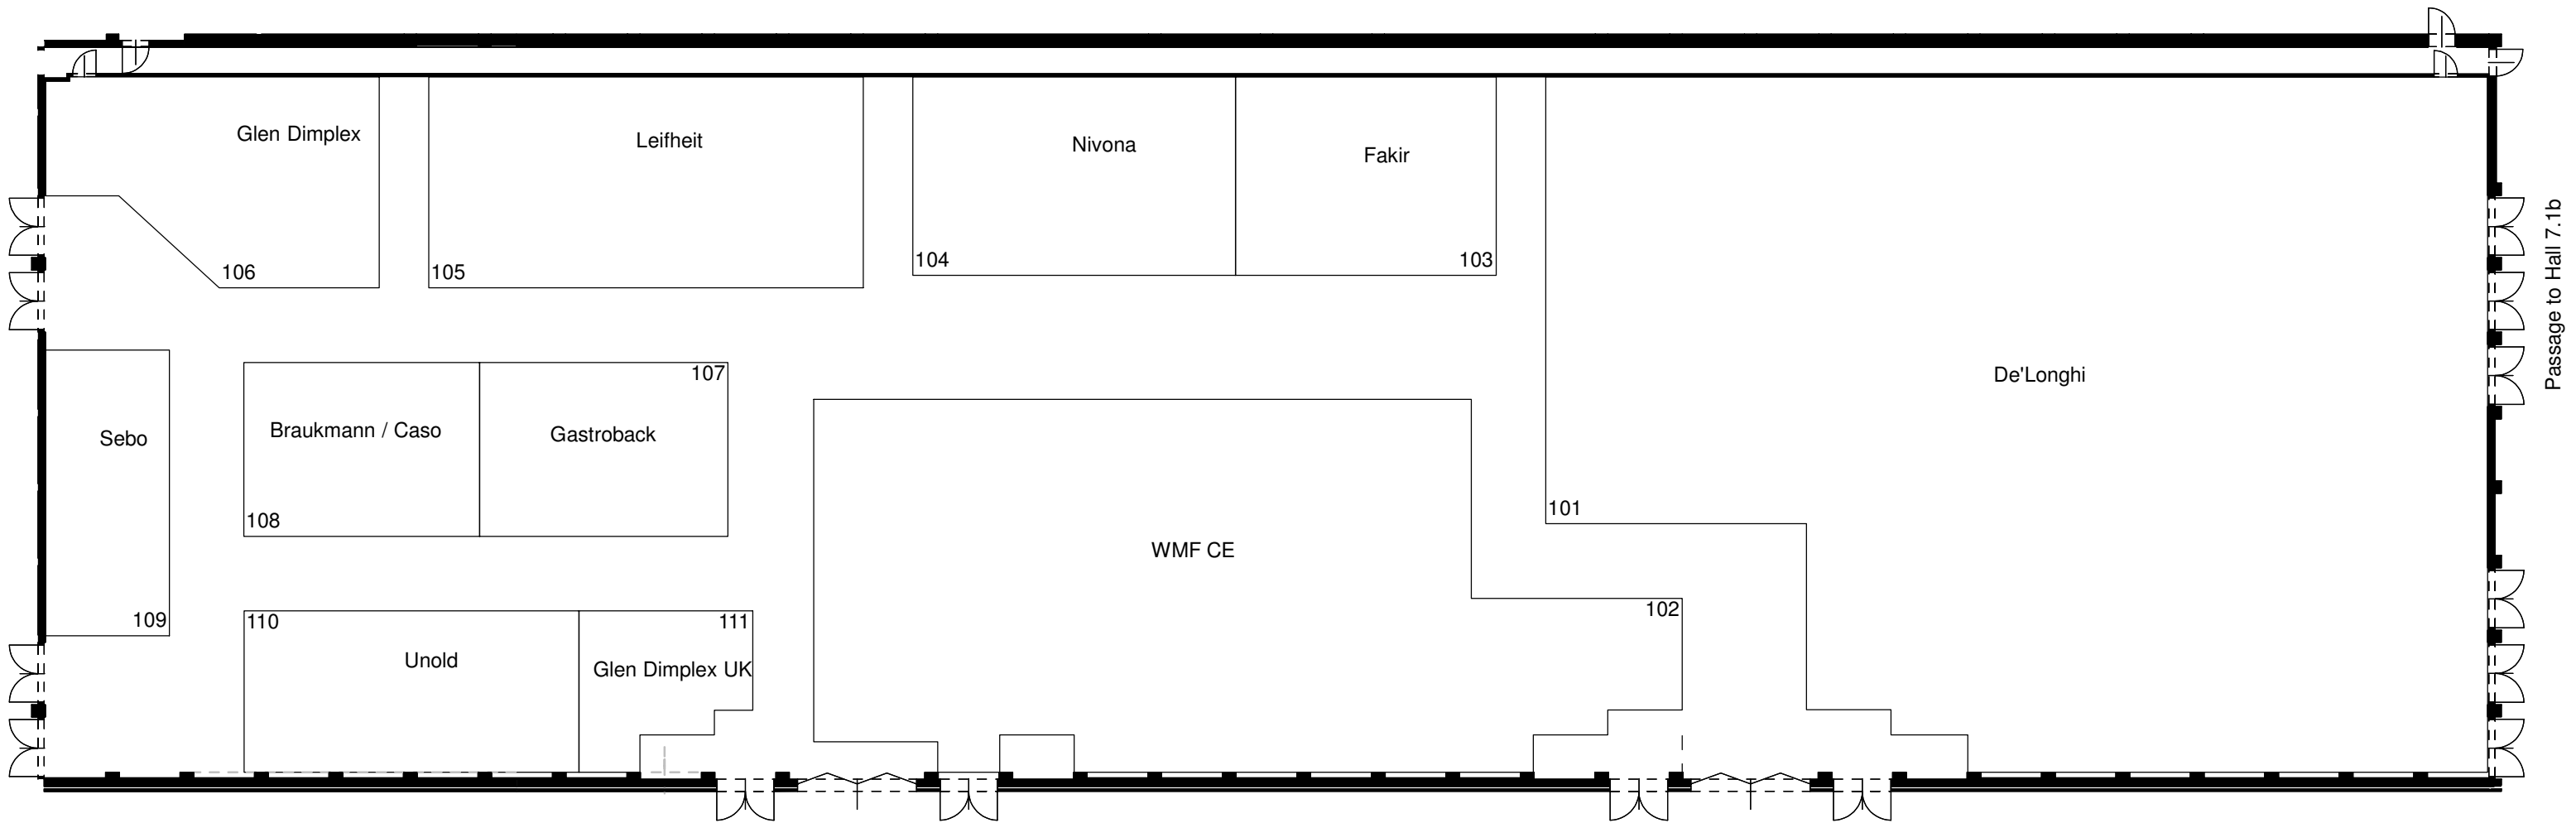 Glen Dimplex
Leifheit
Nivona
Fakir
106
105
104
103
Passage to Hall 7.1b
De'Longhi
107
Sebo
Braukmann / Caso
Gastroback
108
101
WMF CE
109
110
111
102
Unold
Glen Dimplex UK